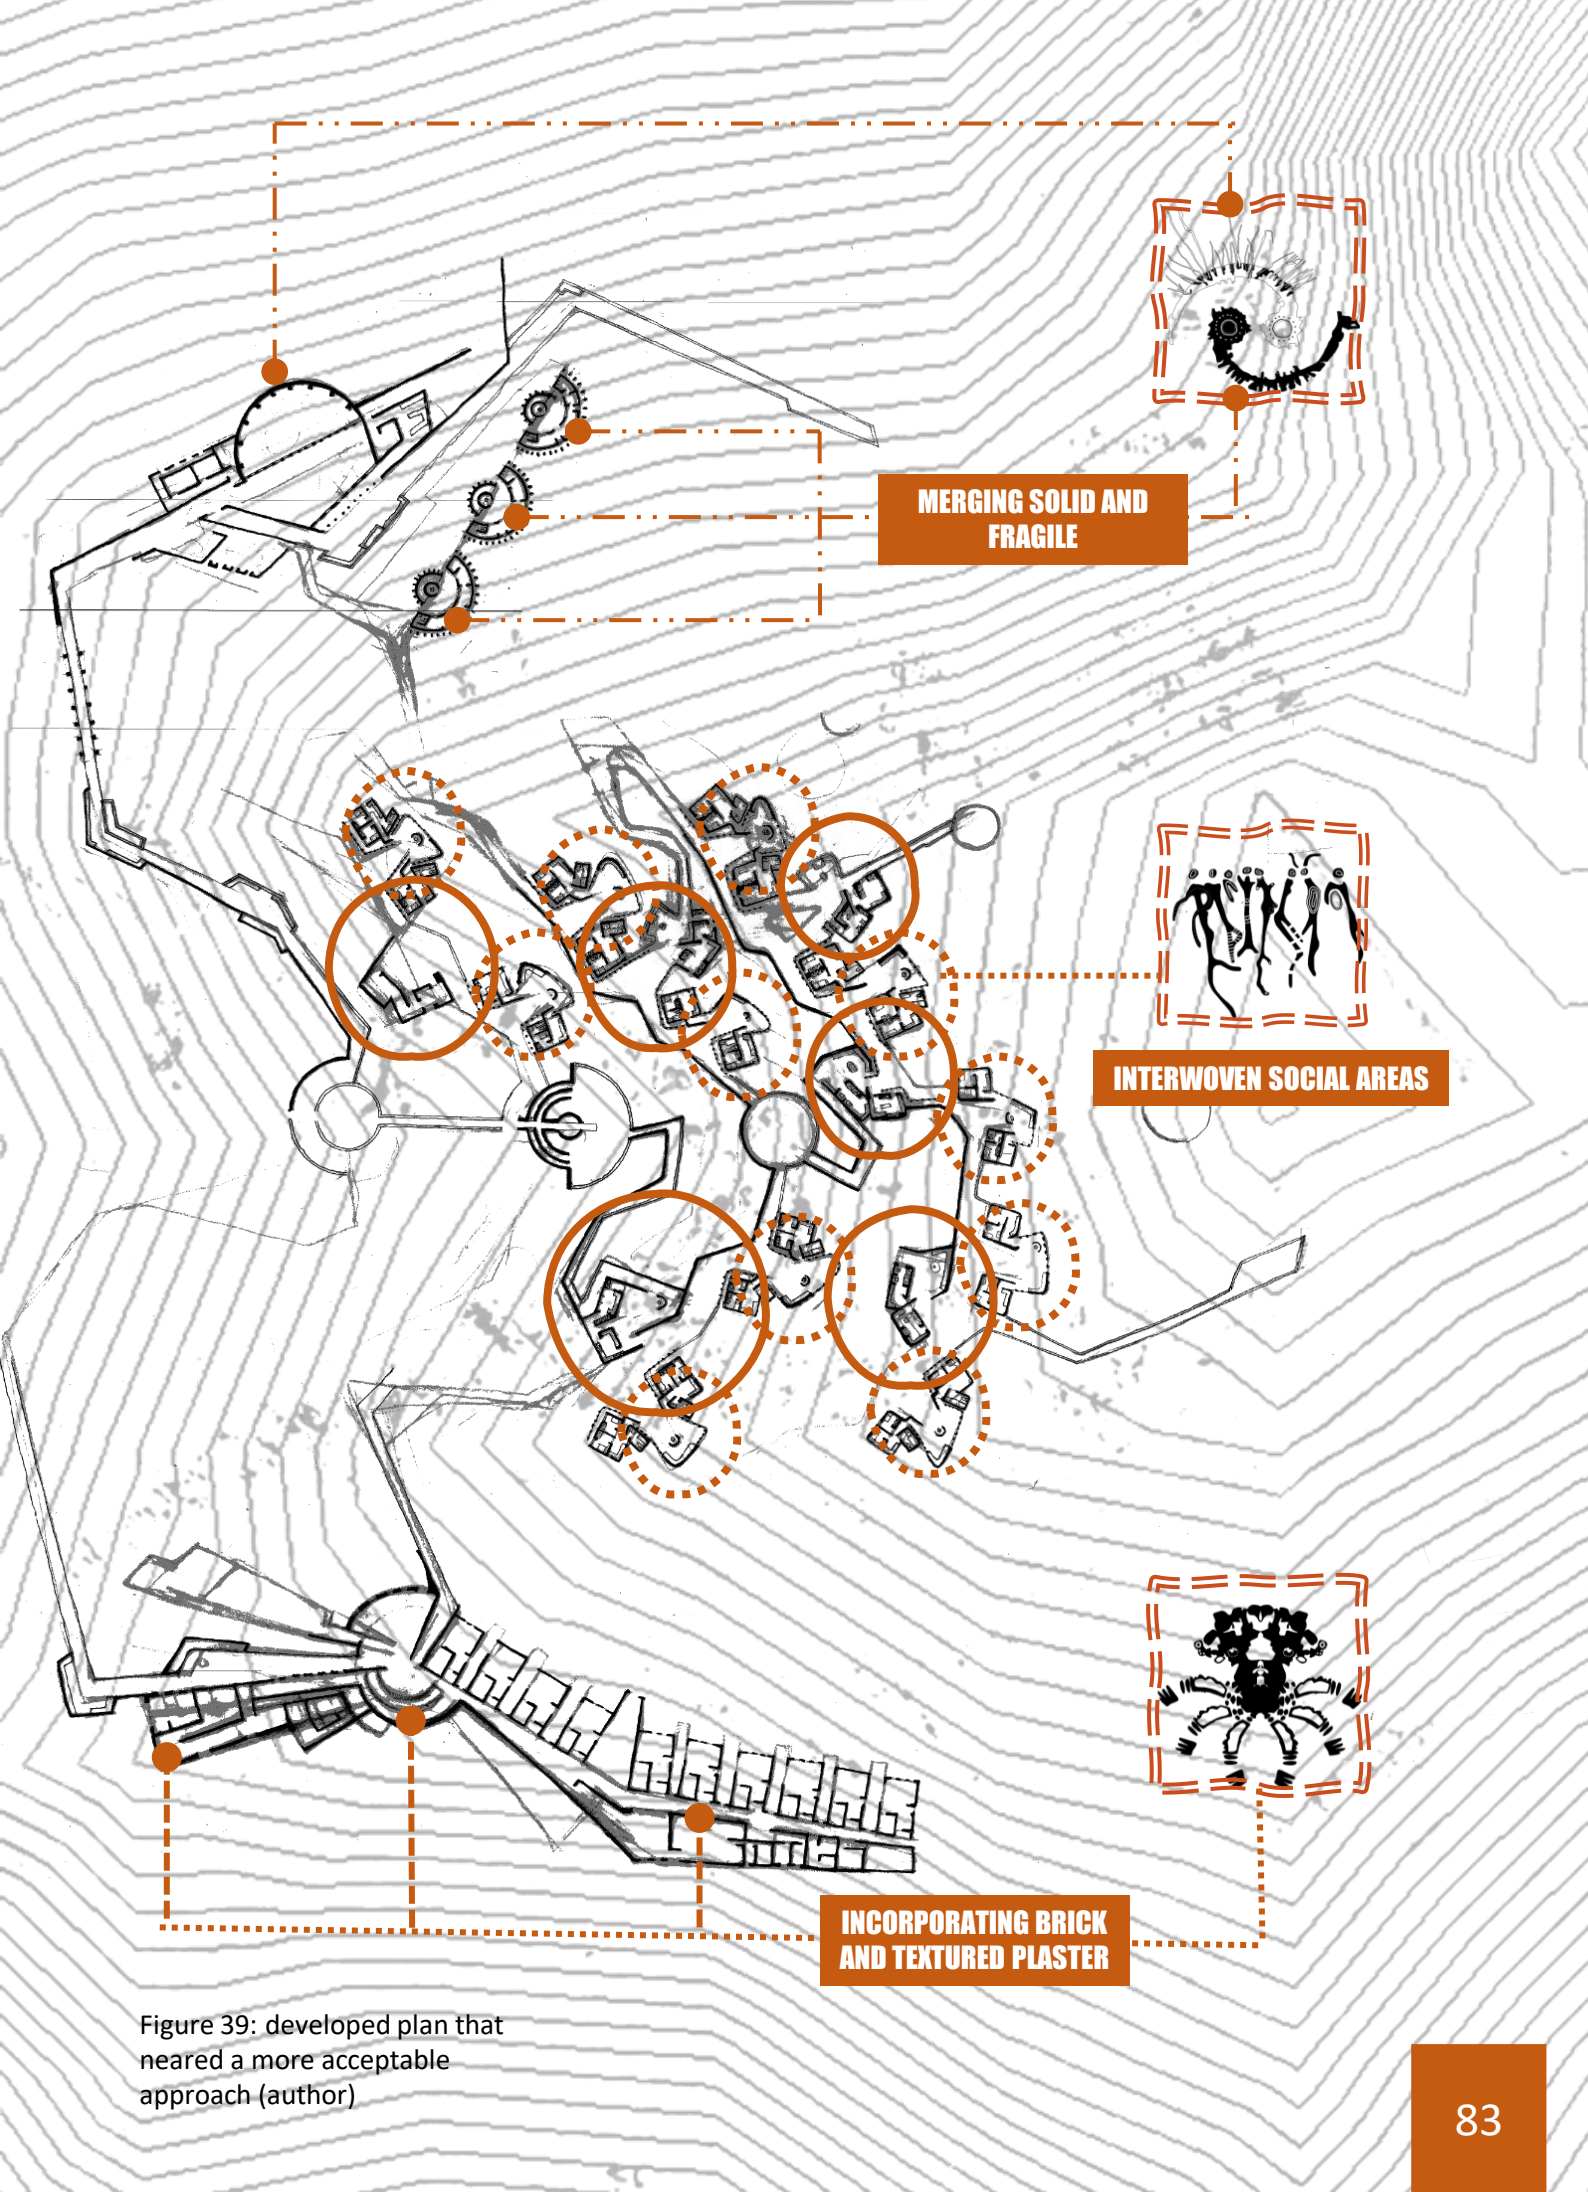 MERGING SOLID AND
FRAGILE
INTERWOVEN SOCIAL AREAS
INCORPORATING BRICK
AND TEXTURED PLASTER
Figure 39: developed plan that
neared a more acceptable
approach (author)
83